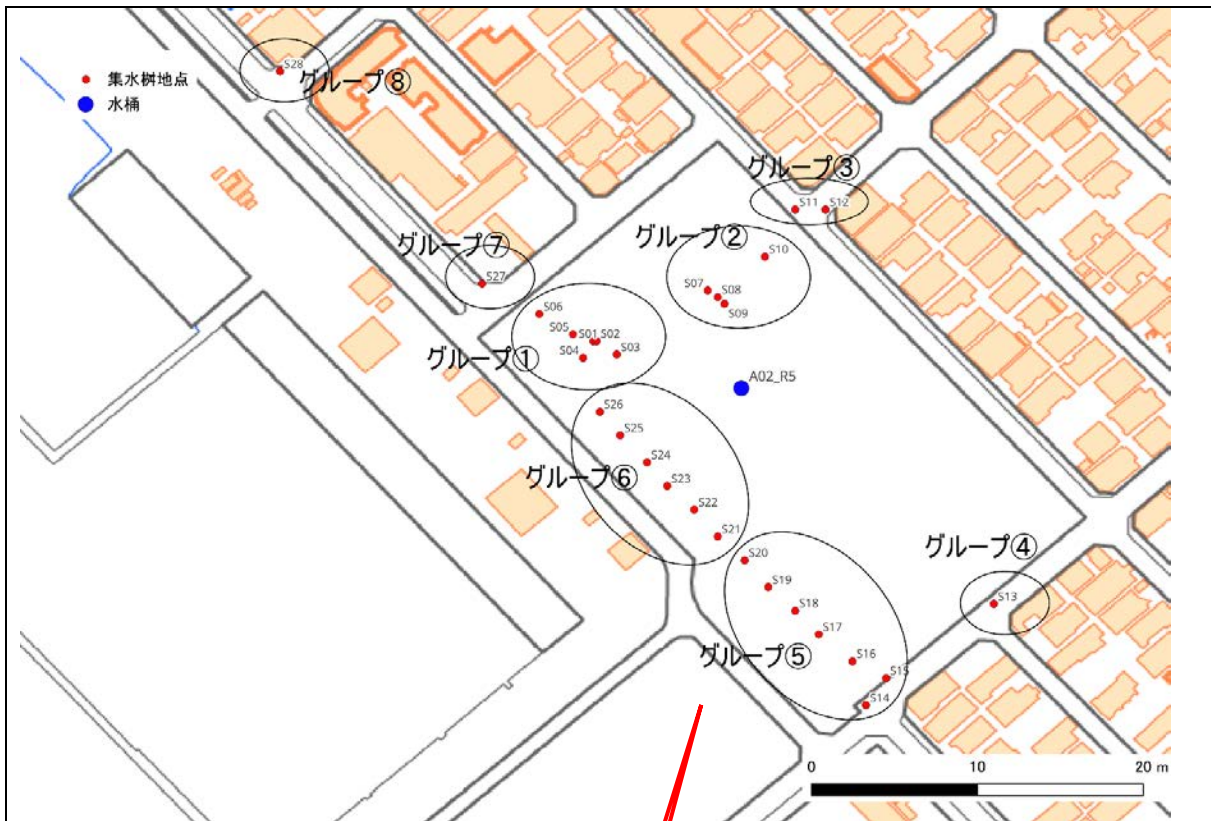 S28
グループ⑧
集水桝地点
水桶
グループ③
S11
S12
グループ②
S10
グループ⑦
S07
S08
S27
S09
S06
S05
S01
S02
グループ①
S04
S03
A02_R5
S26
S25
S24
グループ⑥
S23
S22
S21
グループ④
S20
S19
S13
S18
S17
グループ⑤
S16
S15
S14
0 10 20 m